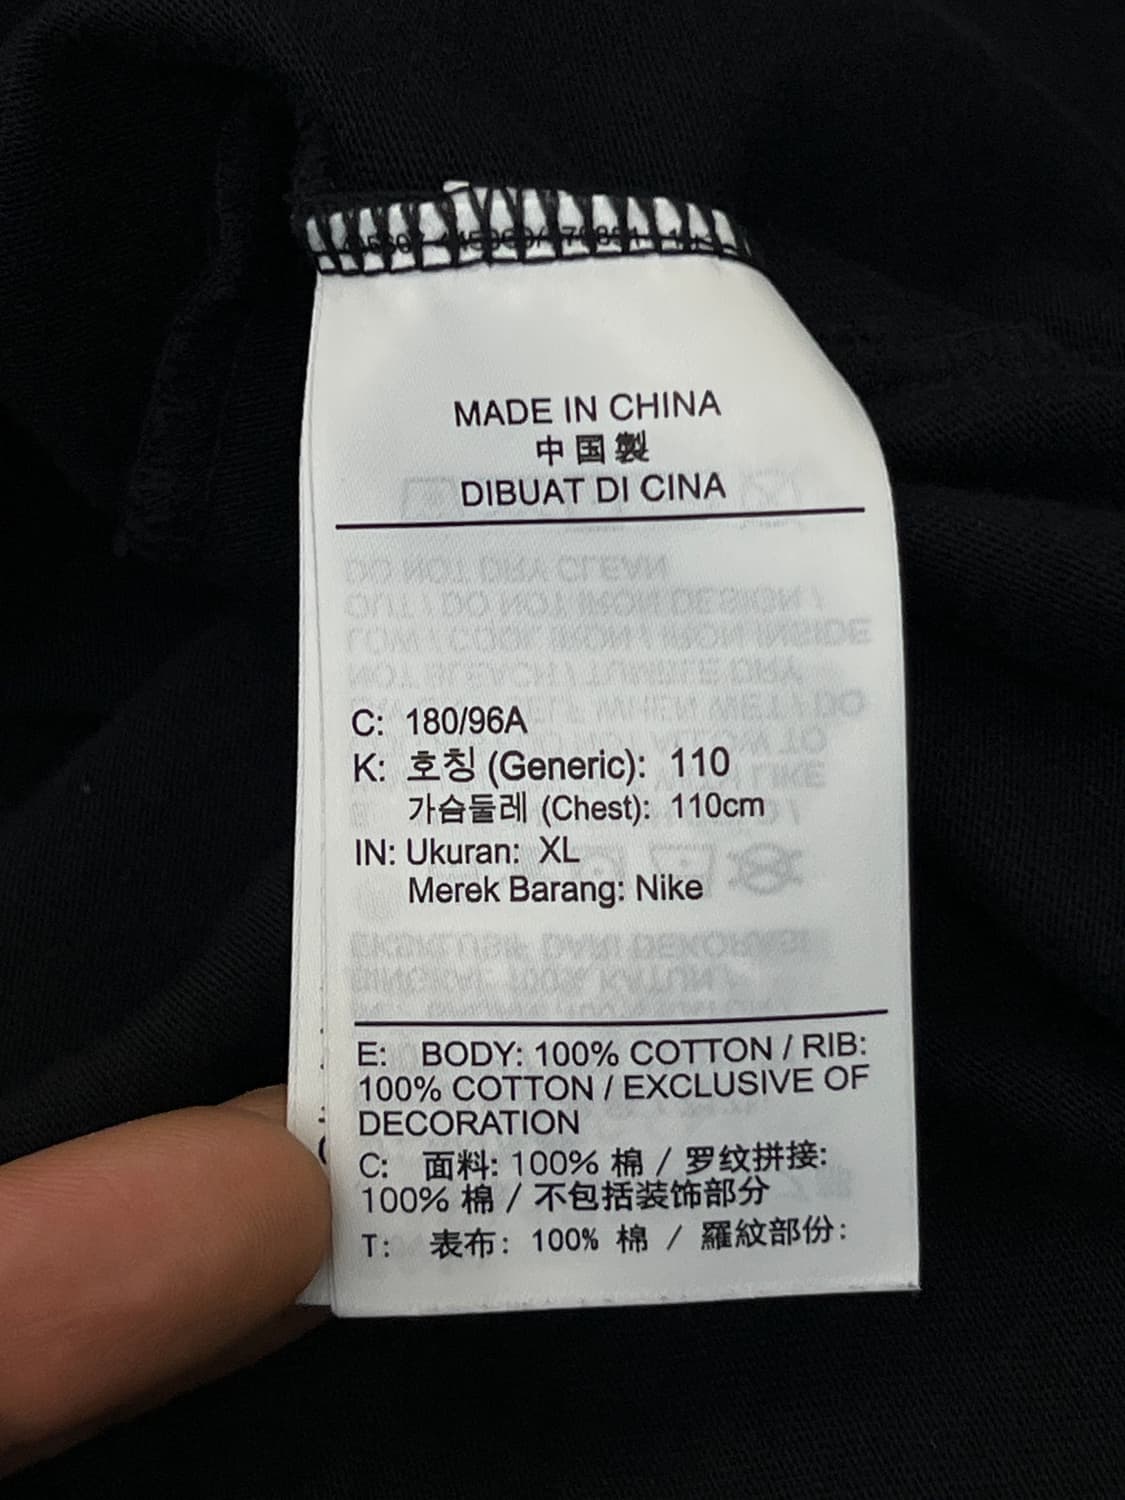 MADE IN CHINA
中国製
DIBUAT DI CINA
C: 180/96A
K: 호칭 (Generic): 110
가슴둘레 (Chest): 110cm
IN: Ukuran: XL
Merek Barang: Nike
E: BODY: 100% COTTON / RIB:
100% COTTON / EXCLUSIVE OF
DECORATION
C: 面料: 100% 棉 / 罗纹拼接:
100% 棉 / 不包括装饰部分
T: 表布: 100% 棉 / 羅紋部份: